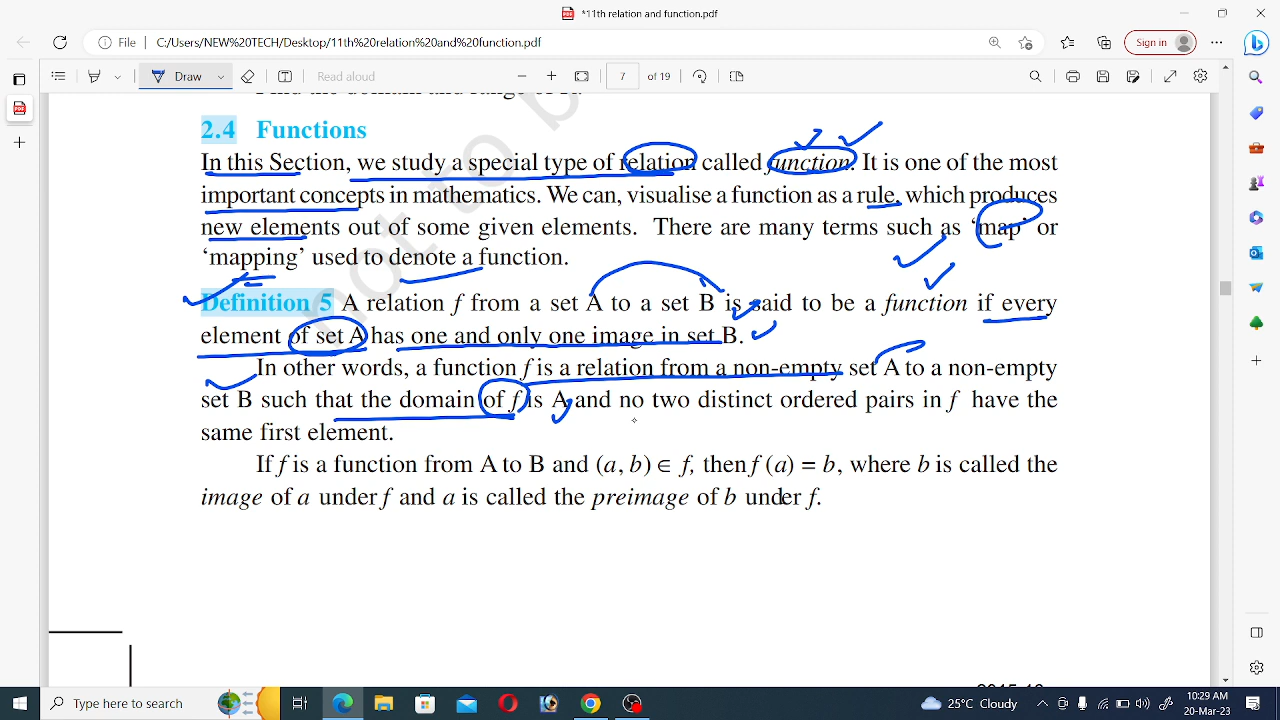 *11th relation and function.pdf
File C:/Users/NEW%20TECH/Desktop/11th%20relation%20and%20function.pdf Sign in
Draw Read aloud 7 of 19
2.4 Functions
In this Section, we study a special type of relation called function. It is one of the most
important concepts in mathematics. We can, visualise a function as a rule, which produces
new elements out of some given elements. There are many terms such as ‘map’ or
‘mapping’ used to denote a function.
Definition 5 A relation f from a set A to a set B is said to be a function if every
element of set A has one and only one image in set B.
In other words, a function f is a relation from a non-empty set A to a non-empty
set B such that the domain of f is A and no two distinct ordered pairs in f have the
same first element.
If f is a function from A to B and (a, b) ∈ f, then f (a) = b, where b is called the
image of a under f and a is called the preimage of b under f.
not to b
Type here to search 25°C Cloudy 10:29 AM
20-Mar-23